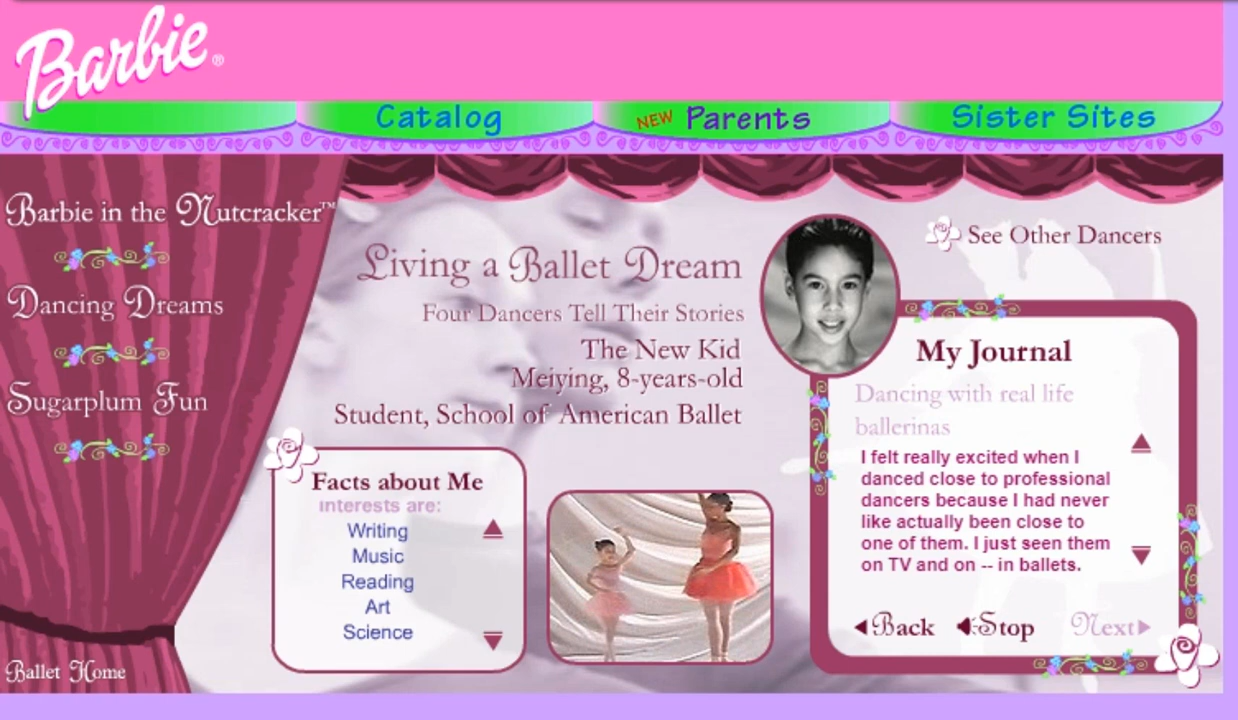 Barbie®
Catalog
NEW Parents
Sister Sites
Barbie in the Nutcracker™
Dancing Dreams
Sugarplum Fun
Ballet Home
Living a Ballet Dream
Four Dancers Tell Their Stories
The New Kid
Meiying, 8-years-old
Student, School of American Ballet
Facts about Me
Interests are:
Writing
Music
Reading
Art
Science
See Other Dancers
My Journal
Dancing with real life
ballerinas
I felt really excited when I
danced close to professional
dancers because I had never
like actually been close to
one of them. I just seen them
on TV and on -- in ballets.
Back
Stop
Next